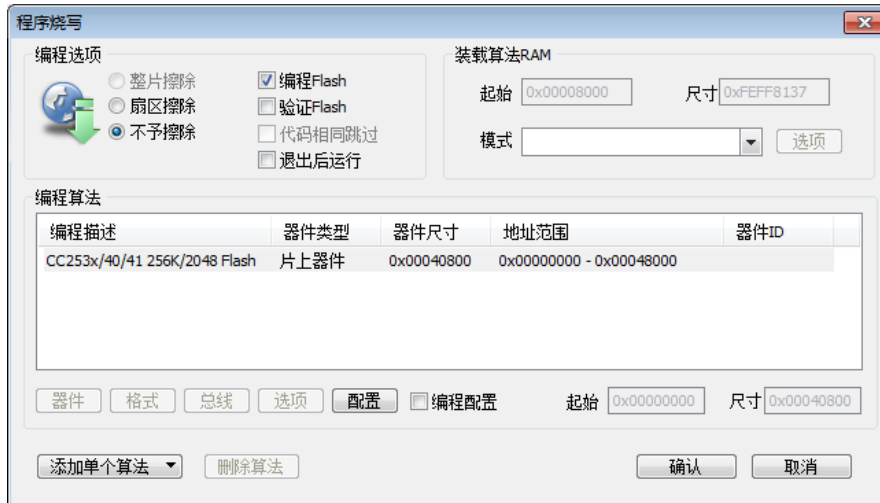 程序烧写
编程选项
整片擦除
扇区擦除
不予擦除
编程Flash
验证Flash
代码相同跳过
退出后运行
装载算法RAM
起始 0x00008000 尺寸 0xFEFF8137
模式 选项
编程算法
编程描述 器件类型 器件尺寸 地址范围 器件ID
CC253x/40/41 256K/2048 Flash 片上器件 0x00040800 0x00000000 - 0x00048000
器件 格式 总线 选项 配置 编程配置 起始 0x00000000 尺寸 0x00040800
添加单个算法 删除算法 确认 取消